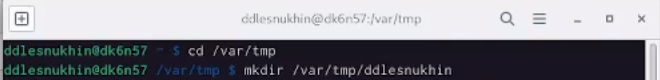 ddlesnukhin@dk6n57:/var/tmp
ddlesnukhin@dk6n57 ~ $ cd /var/tmp
ddlesnukhin@dk6n57 /var/tmp $ mkdir /var/tmp/ddlesnukhin